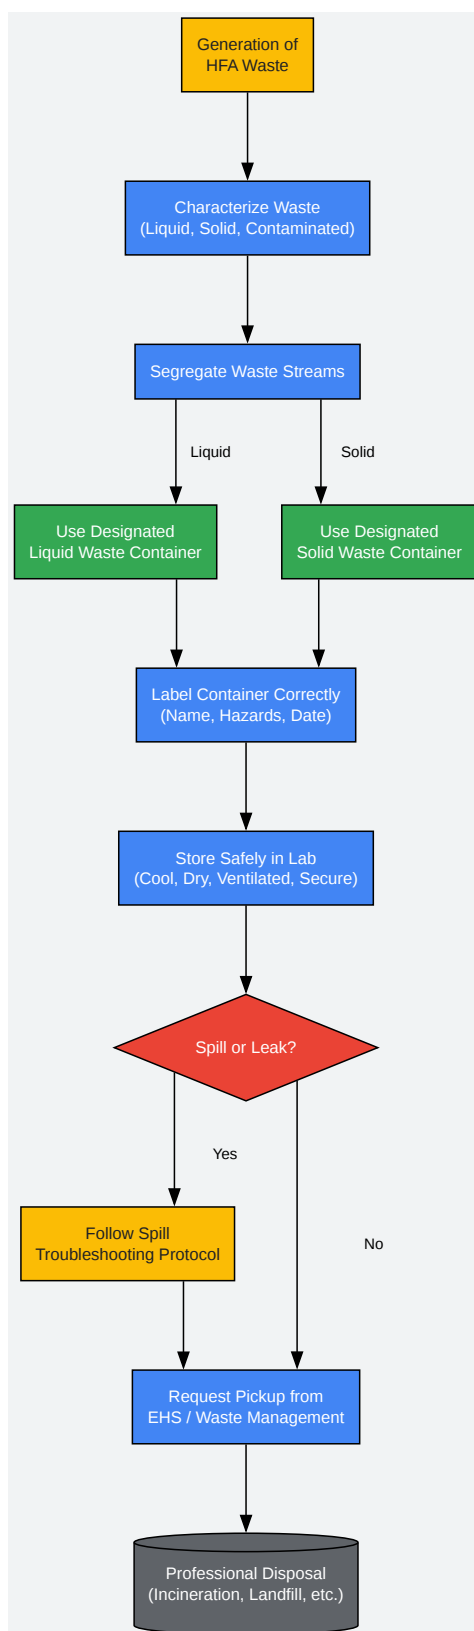 Generation of
HFA Waste
Characterize Waste
(Liquid, Solid, Contaminated)
Segregate Waste Streams
Liquid
Solid
Use Designated
Liquid Waste Container
Use Designated
Solid Waste Container
Label Container Correctly
(Name, Hazards, Date)
Store Safely in Lab
(Cool, Dry, Ventilated, Secure)
Spill or Leak?
Yes
Follow Spill
Troubleshooting Protocol
No
Request Pickup from
EHS / Waste Management
Professional Disposal
(Incineration, Landfill, etc.)